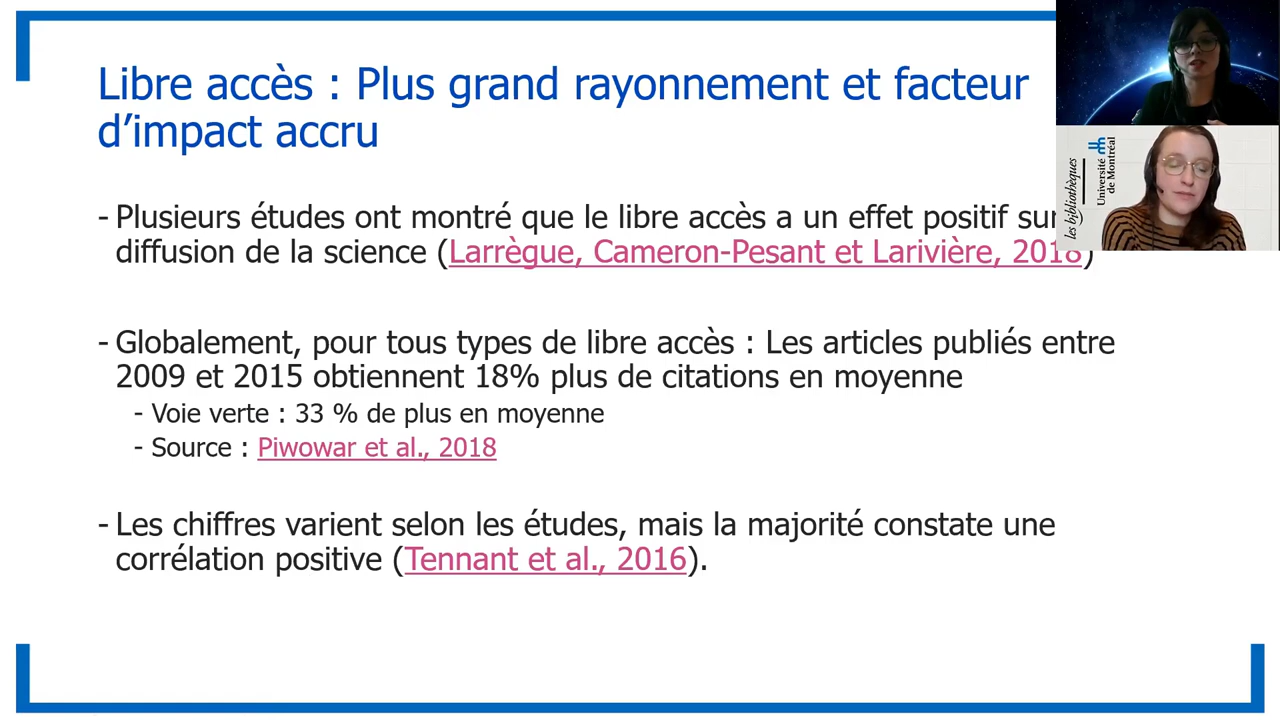 Libre accès : Plus grand rayonnement et facteur
d’impact accru
- Plusieurs études ont montré que le libre accès a un effet positif sur
diffusion de la science (Larrègue, Cameron-Pesant et Larivière, 2018)
- Globalement, pour tous types de libre accès : Les articles publiés entre
2009 et 2015 obtiennent 18% plus de citations en moyenne
- Voie verte : 33 % de plus en moyenne
- Source : Piwowar et al., 2018
- Les chiffres varient selon les études, mais la majorité constate une
corrélation positive (Tennant et al., 2016).
les bibliothèques
Université
de Montréal